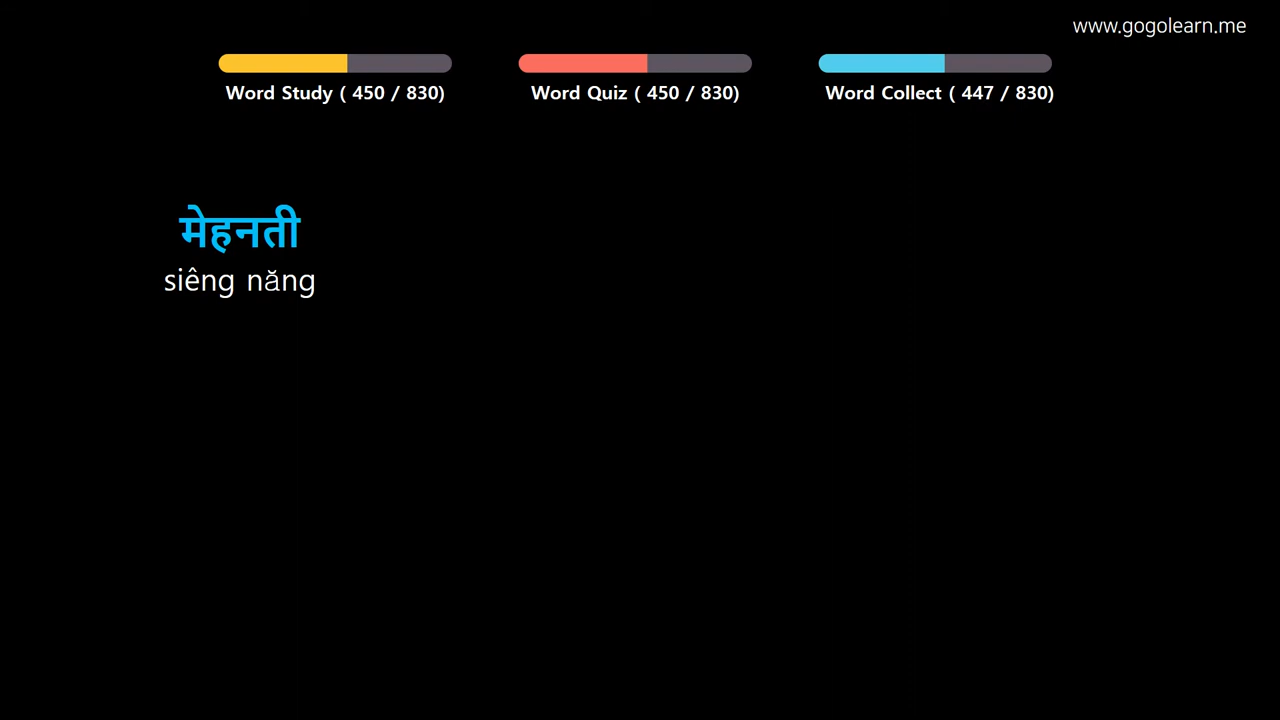 www.gogolearn.me
Word Study ( 450 / 830)
Word Quiz ( 450 / 830)
Word Collect ( 447 / 830)
मेहनती
siêng năng